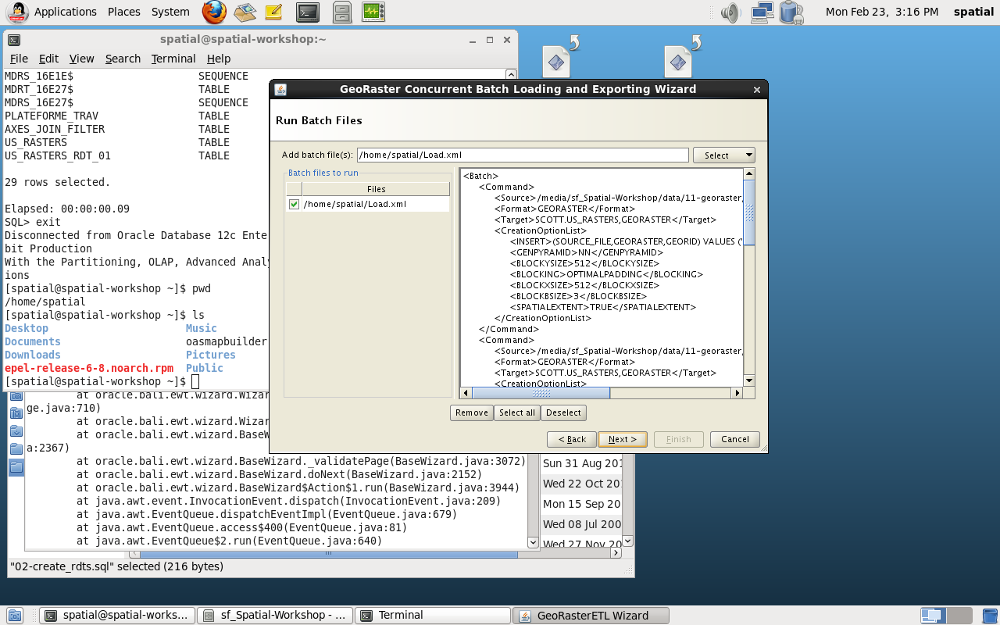 Applications Places System Mon Feb 23, 3:16 PM spatial
spatial@spatial-workshop:~
File Edit View Search Terminal Help
MDRS_16E1E$ SEQUENCE
MDRT_16E27$ TABLE
MDRS_16E27$ SEQUENCE
PLATEFORME_TRAV TABLE
AXES_JOIN_FILTER TABLE
US_RASTERS TABLE
US_RASTERS_RDT_01 TABLE
29 rows selected.
Elapsed: 00:00:00.09
SQL> exit
Disconnected from Oracle Database 12c Ente
bit Production
With the Partitioning, OLAP, Advanced Analy
ions
[spatial@spatial-workshop ~]$ pwd
/home/spatial
[spatial@spatial-workshop ~]$ ls
Desktop Music
Documents oasmapbuilder
Downloads Pictures
epel-release-6-8.noarch.rpm Public
[spatial@spatial-workshop ~]$
GeoRaster Concurrent Batch Loading and Exporting Wizard
Run Batch Files
Add batch file(s): /home/spatial/Load.xml Select
Batch files to run
Files
/home/spatial/Load.xml
<Batch>
<Command>
<Source>/media/sf_Spatial-Workshop/data/11-georaster,
<Format>GEORASTER</Format>
<Target>SCOTT.US_RASTERS,GEORASTER</Target>
<CreationOptionList>
<INSERT>(SOURCE_FILE,GEORASTER,GEORID) VALUES ('
<GENPYRAMID>NN</GENPYRAMID>
<BLOCKYSIZE>512</BLOCKYSIZE>
<BLOCKING>OPTIMALPADDING</BLOCKING>
<BLOCKXSIZE>512</BLOCKXSIZE>
<BLOCKBSIZE>3</BLOCKBSIZE>
<SPATIALEXTENT>TRUE</SPATIALEXTENT>
</CreationOptionList>
</Command>
<Command>
<Source>/media/sf_Spatial-Workshop/data/11-georaster,
<Format>GEORASTER</Format>
<Target>SCOTT.US_RASTERS,GEORASTER</Target>
<CreationOptionList>
Remove Select all Deselect
< Back Next > Finish Cancel
at oracle.bali.ewt.wizard.Wizar
ge.java:710)
at oracle.bali.ewt.wizard.Wizar
at oracle.bali.ewt.wizard.BaseW
a:2367)
at oracle.bali.ewt.wizard.BaseWizard._validatePage(BaseWizard.java:3072)
at oracle.bali.ewt.wizard.BaseWizard.doNext(BaseWizard.java:2152)
at oracle.bali.ewt.wizard.BaseWizard$Action$1.run(BaseWizard.java:3944)
at java.awt.event.InvocationEvent.dispatch(InvocationEvent.java:209)
at java.awt.EventQueue.dispatchEventImpl(EventQueue.java:679)
at java.awt.EventQueue.access$400(EventQueue.java:81)
at java.awt.EventQueue$2.run(EventQueue.java:640)
Sun 31 Aug 201
Wed 22 Oct 20
Mon 15 Sep 20
Wed 08 Jul 200
Wed 27 Nov 20
"02-create_rdts.sql" selected (216 bytes)
spatial@spatial-works... sf_Spatial-Workshop - ... Terminal GeoRasterETL Wizard